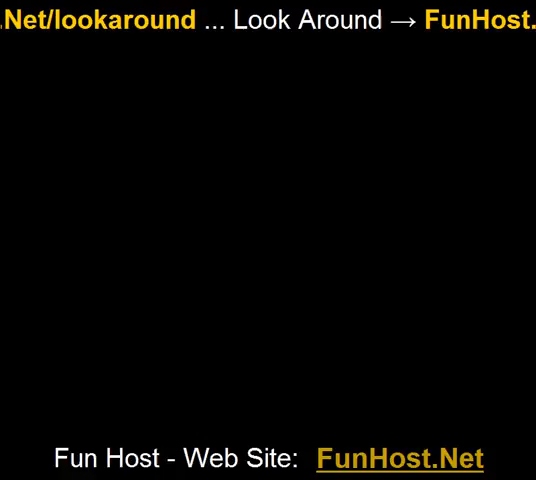 .Net/lookaround ... Look Around → FunHost.
Fun Host - Web Site: FunHost.Net